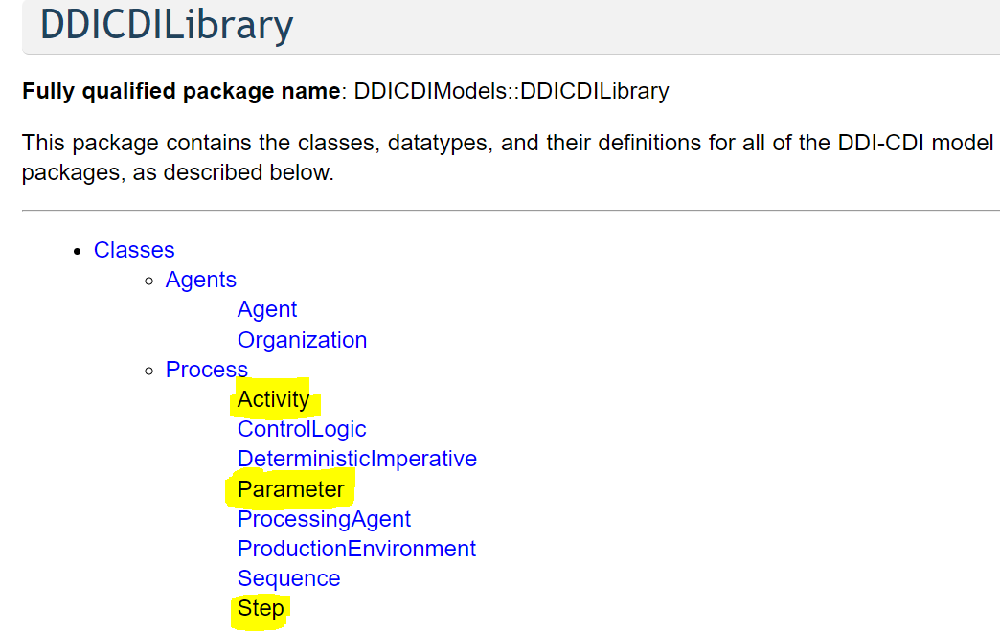 DDICDILibrary
Fully qualified package name: DDICDIModels::DDICDILibrary
This package contains the classes, datatypes, and their definitions for all of the DDI-CDI model
packages, as described below.
Classes
Agents
Agent
Organization
Process
Activity
ControlLogic
DeterministicImperative
Parameter
ProcessingAgent
ProductionEnvironment
Sequence
Step